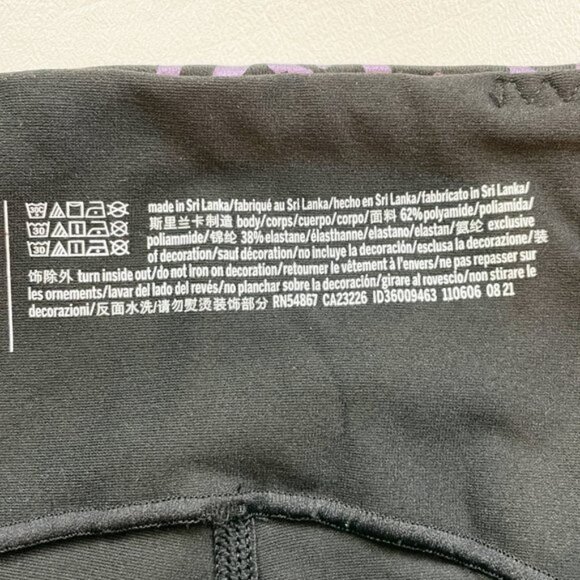 made in Sri Lanka/fabriqué au Sri Lanka/hecho en Sri Lanka/fabbricato in Sri Lanka/
斯里兰卡制造 body/corps/cuerpo/corpo/面料 62%polyamide/poliamida/
poliammide/锦纶 38%elastane/élasthanne/elastano/elastan/氨纶 exclusive
of decoration/sauf décoration/no incluye la decoración/esclusa la decorazione/装
饰除外 turn inside out/do not iron on decoration/retourner le vêtement à l'envers/ne pas repasser sur
les ornements/lavar del lado del revés/no planchar sobre la decoración/girare al rovescio/non stirare le
decorazioni/反面水洗/请勿熨烫装饰部分 RN54867 CA23226 ID36009463 110606 08 21
30
30